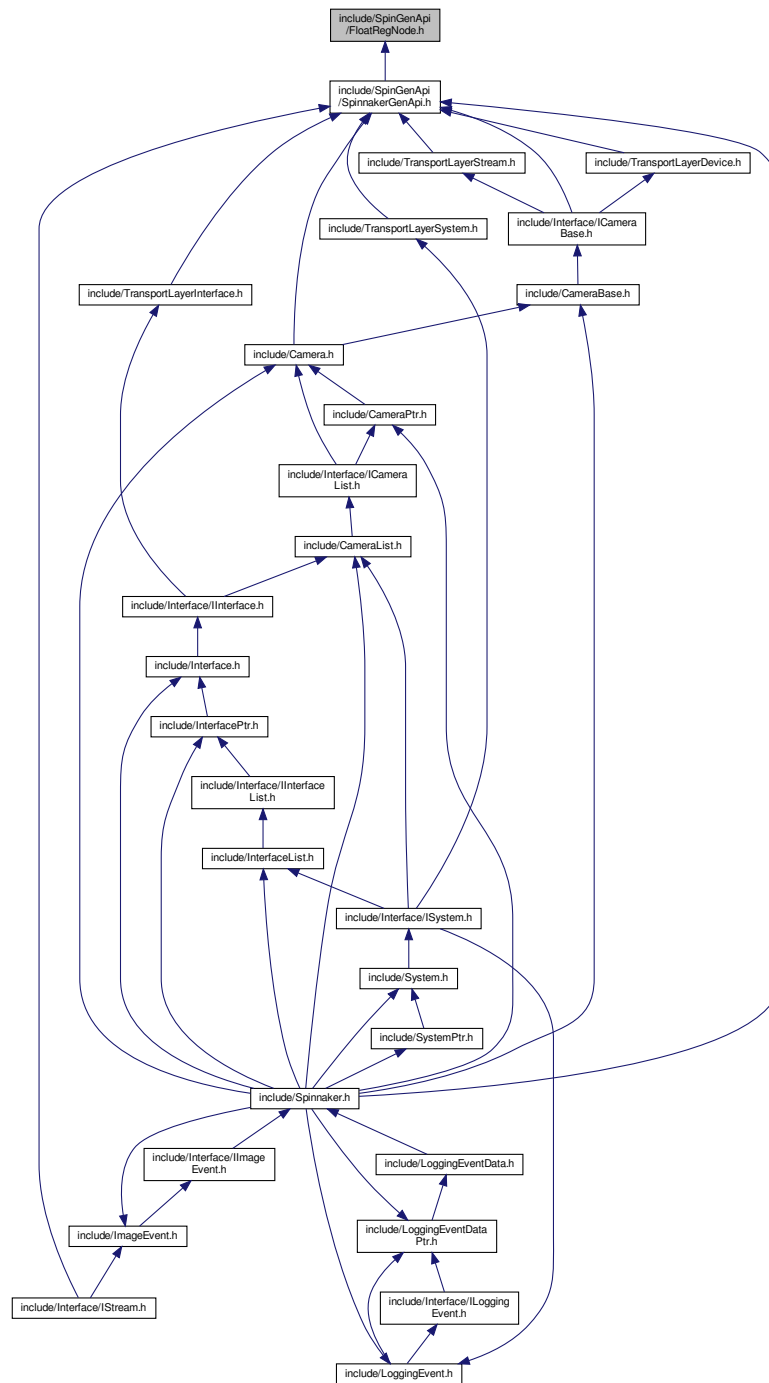 include/SpinGenApi
/FloatRegNode.h
include/SpinGenApi
/SpinnakerGenApi.h
include/TransportLayerStream.h
include/TransportLayerDevice.h
include/TransportLayerSystem.h
include/Interface/ICamera
Base.h
include/TransportLayerInterface.h
include/CameraBase.h
include/Camera.h
include/CameraPtr.h
include/Interface/ICamera
List.h
include/CameraList.h
include/Interface/IInterface.h
include/Interface.h
include/InterfacePtr.h
include/Interface/IInterface
List.h
include/InterfaceList.h
include/Interface/ISystem.h
include/System.h
include/SystemPtr.h
include/Spinnaker.h
include/Interface/IImage
Event.h
include/LoggingEventData.h
include/ImageEvent.h
include/LoggingEventData
Ptr.h
include/Interface/IStream.h
include/Interface/ILogging
Event.h
include/LoggingEvent.h